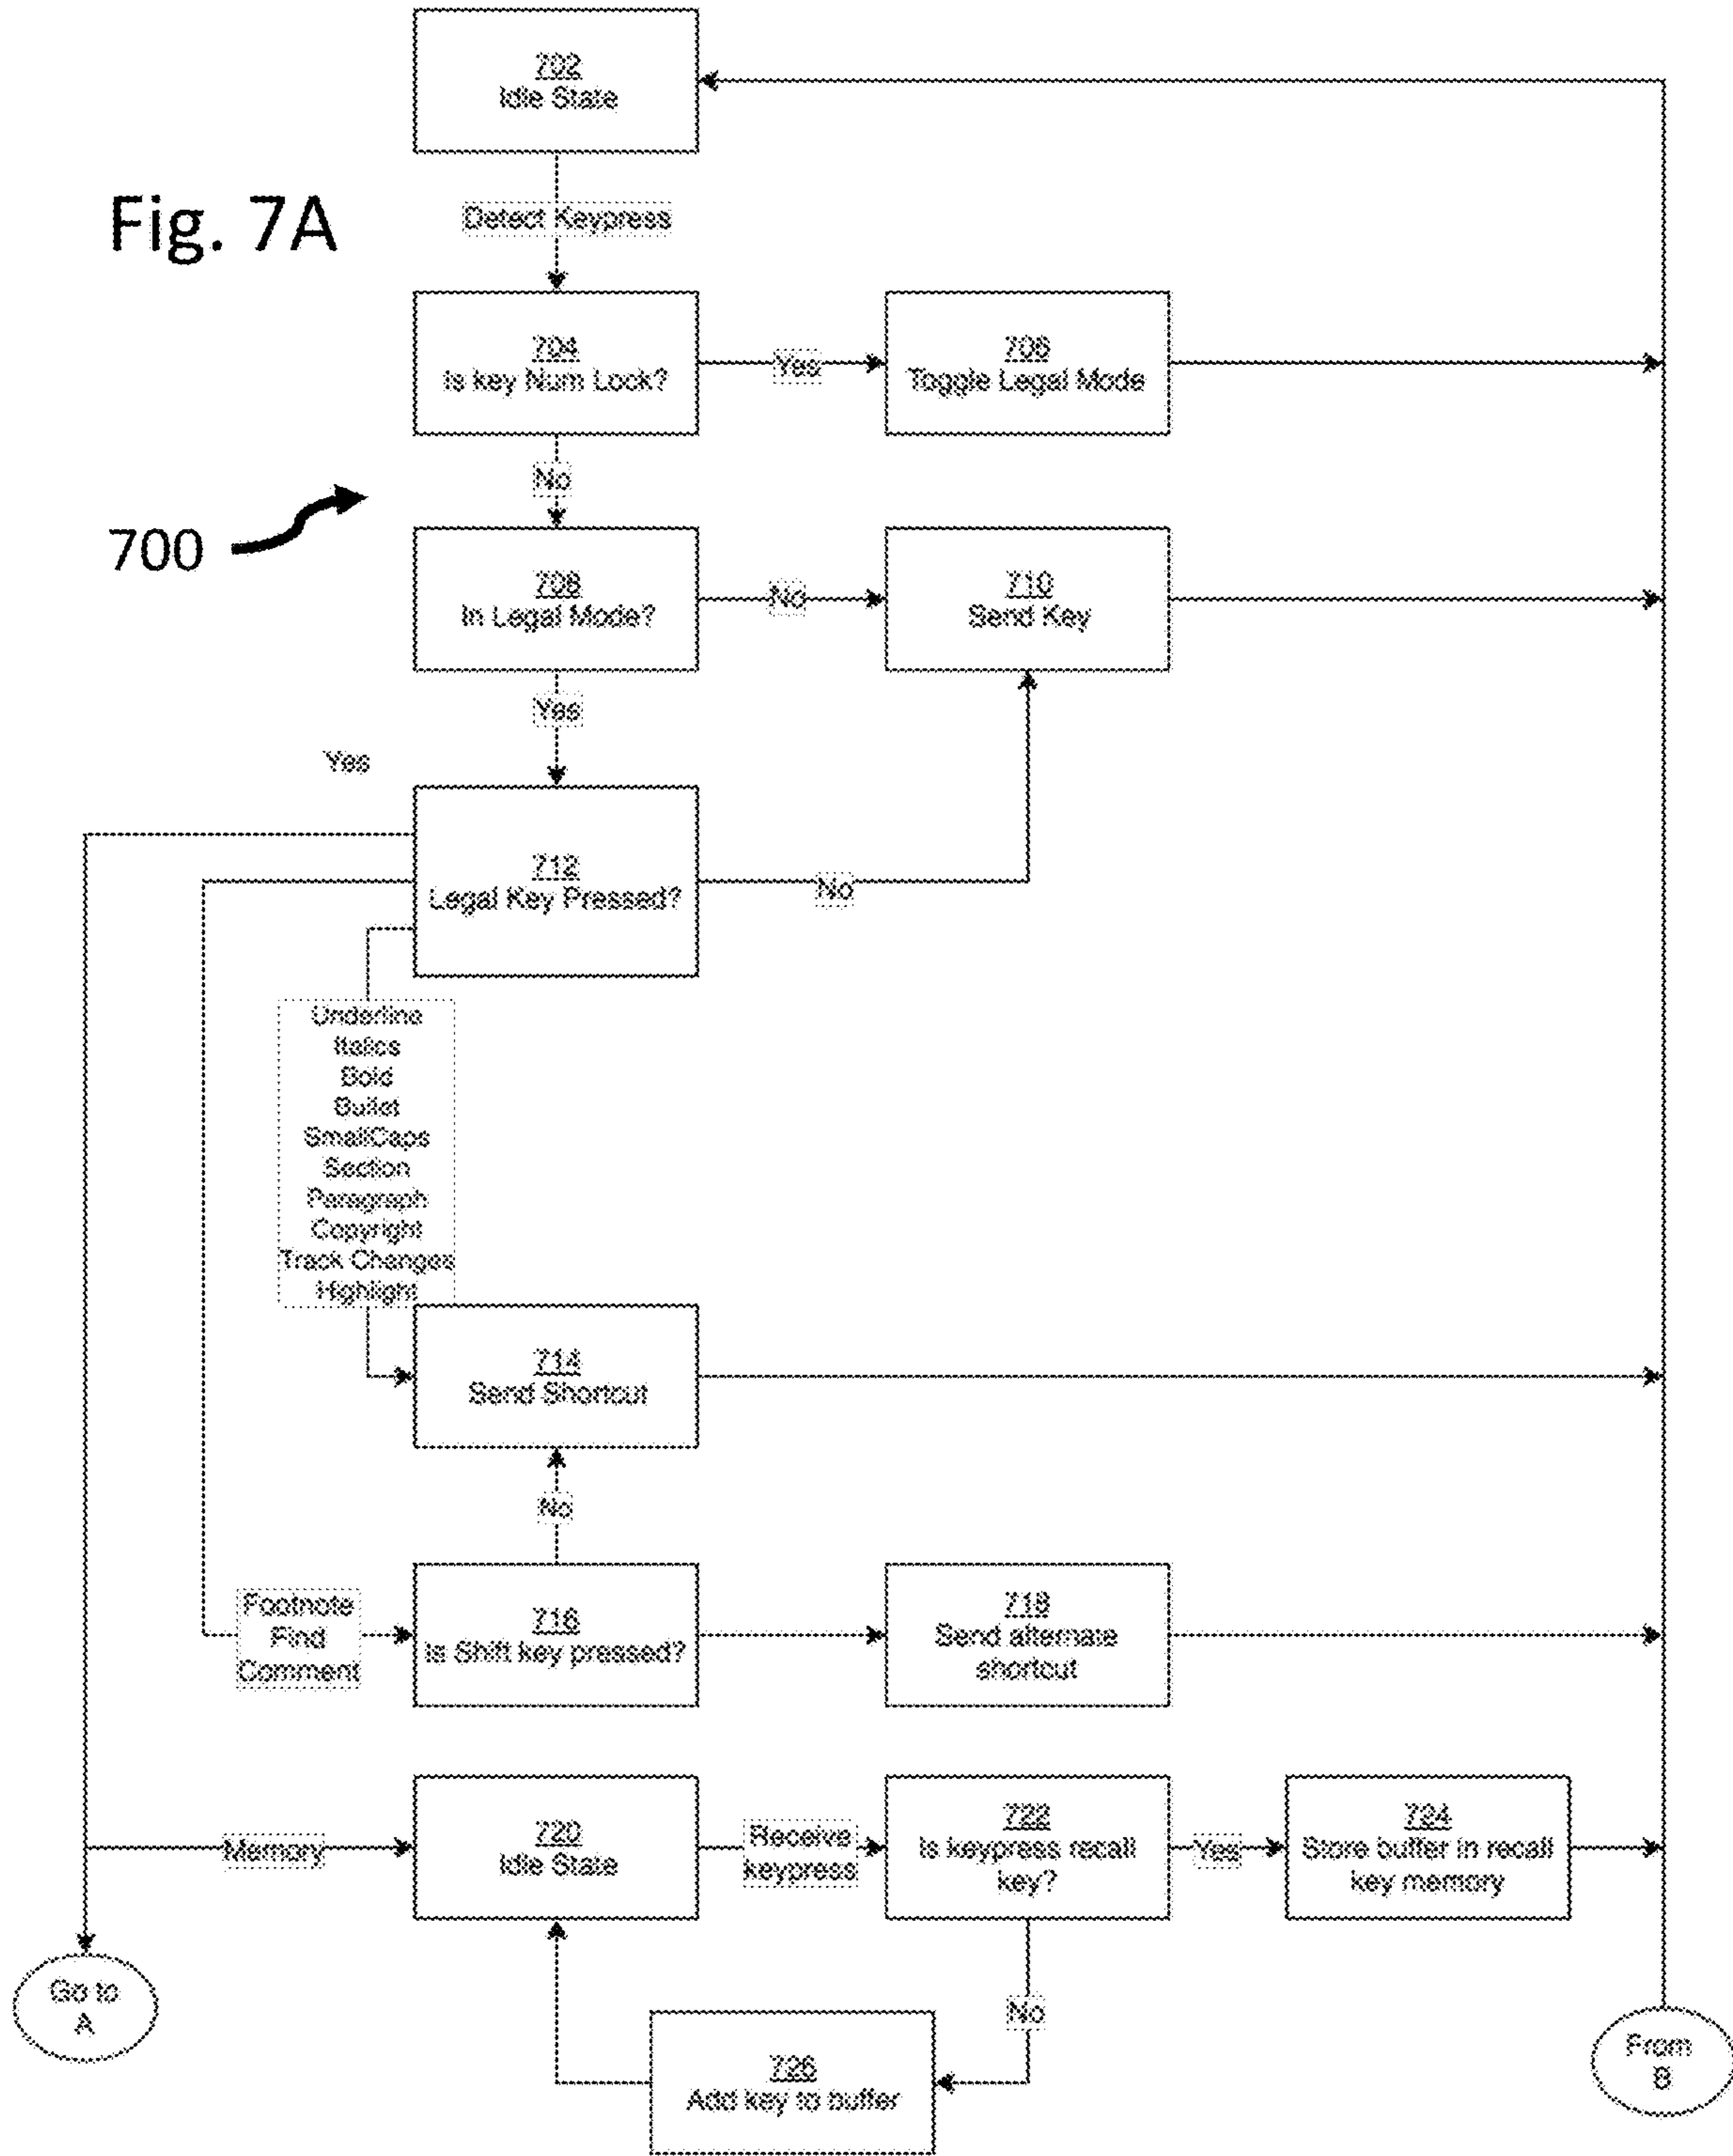 702
Idle State
Fig. 7A
Detect Keypress
704
Is key Num Lock?
Yes
706
Toggle Legal Mode
No
700
708
In Legal Mode?
No
710
Send Key
Yes
Yes
712
Legal Key Pressed?
No
Underline
Italics
Bold
Bullet
SmallCaps
Section
Paragraph
Copyright
Track Changes
Highlight
714
Send Shortcut
No
Footnote
Find
Comment
716
Is Shift key pressed?
718
Send alternate
shortcut
Memory
720
Idle State
Receive
keypress
722
Is keypress recall
key?
Yes
724
Store buffer in recall
key memory
Go to
A
No
726
Add key to buffer
From
B